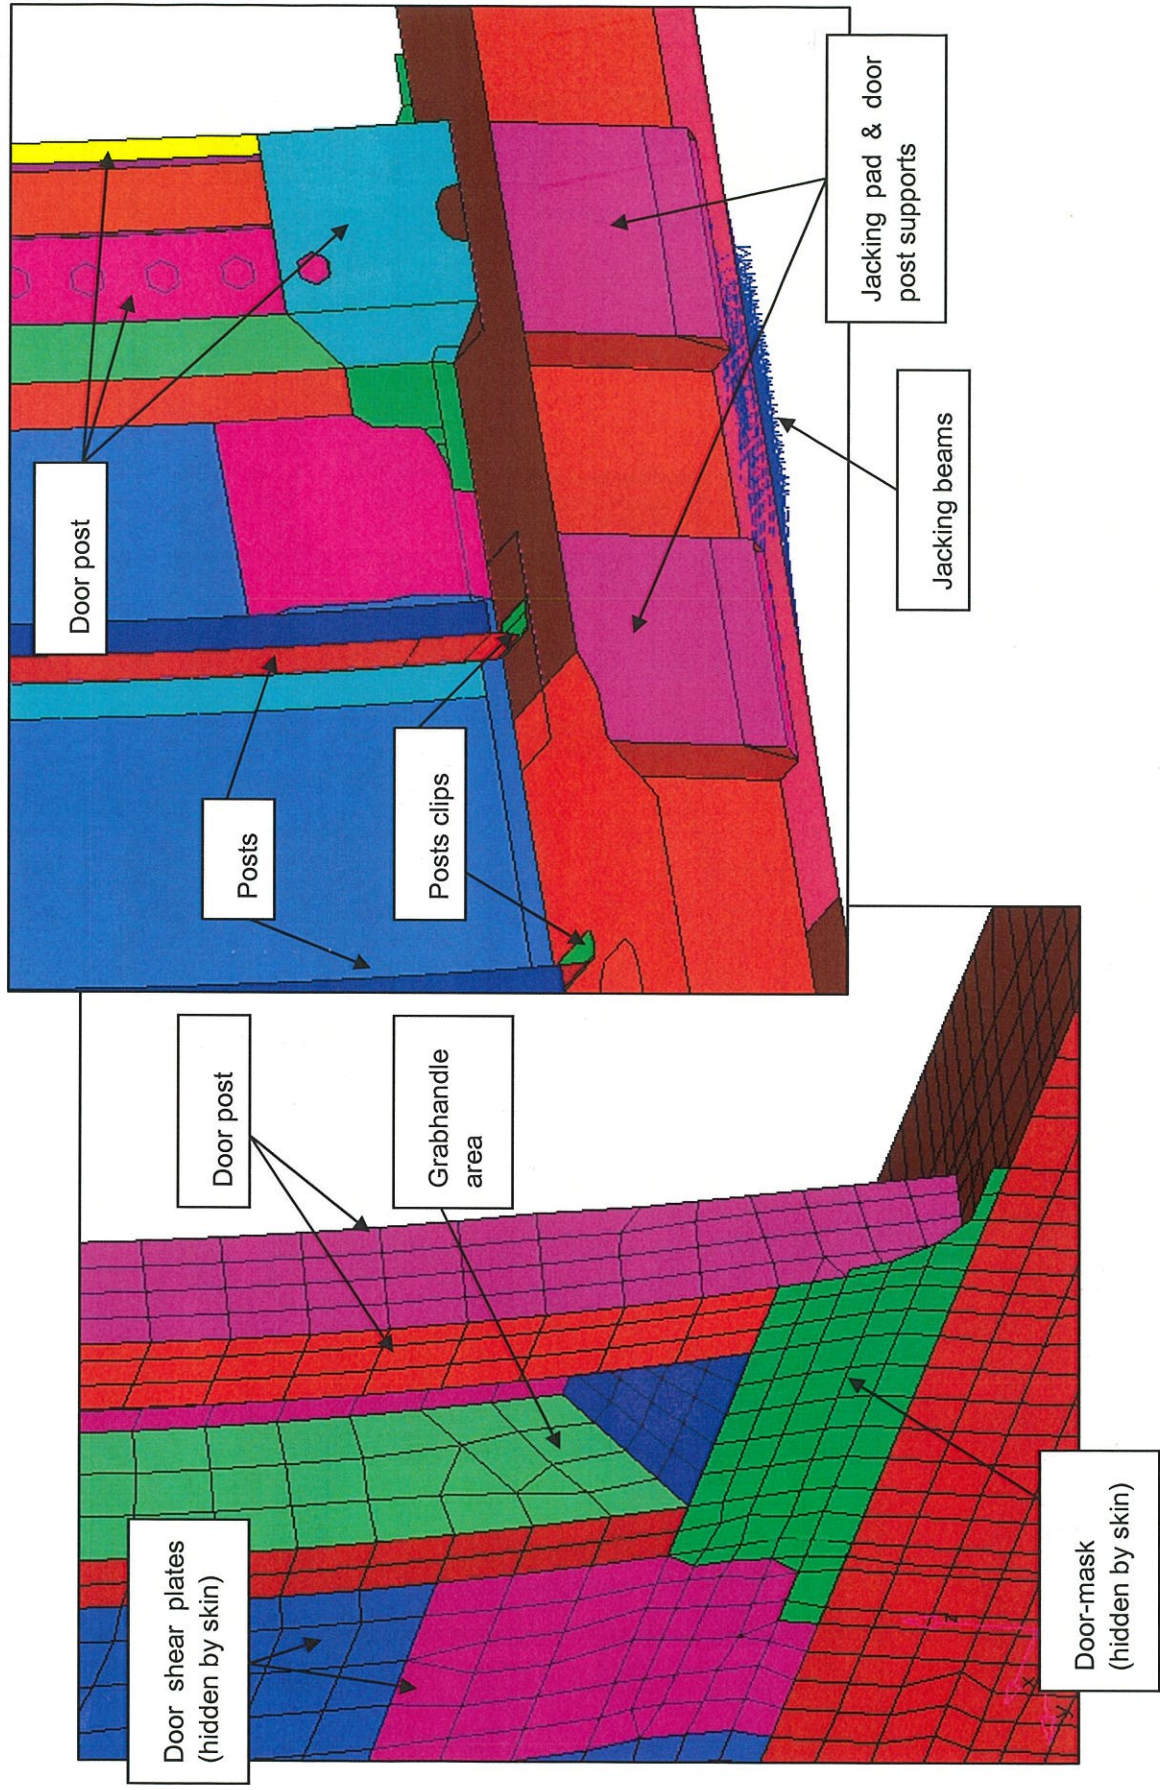 Door shear plates
(hidden by skin)
Door post
Grabhandle
area
Door-mask
(hidden by skin)
Door post
Posts
Posts clips
Jacking pad & door
post supports
Jacking beams
Z
X
Y